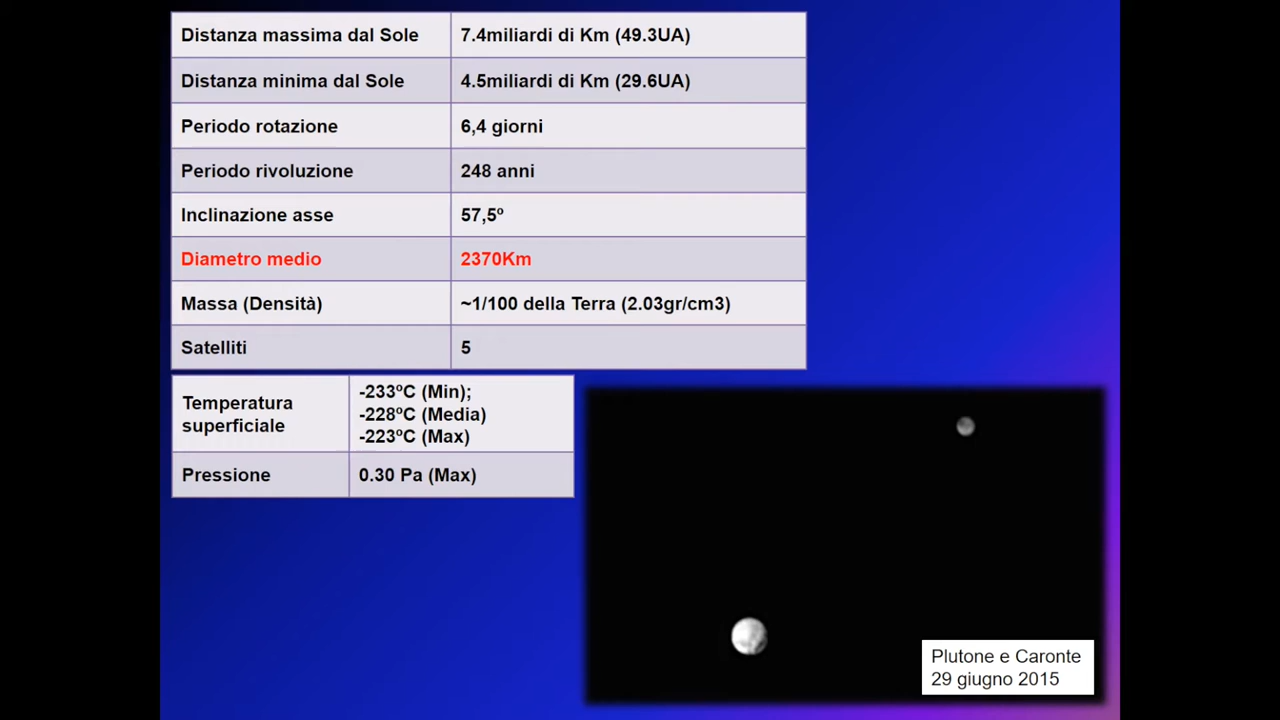 Distanza massima dal Sole 7.4miliardi di Km (49.3UA)
Distanza minima dal Sole 4.5miliardi di Km (29.6UA)
Periodo rotazione 6,4 giorni
Periodo rivoluzione 248 anni
Inclinazione asse 57,5º
Diametro medio 2370Km
Massa (Densità) ~1/100 della Terra (2.03gr/cm3)
Satelliti 5
Temperatura superficiale
-233ºC (Min);
-228ºC (Media)
-223ºC (Max)
Pressione 0.30 Pa (Max)
Plutone e Caronte
29 giugno 2015